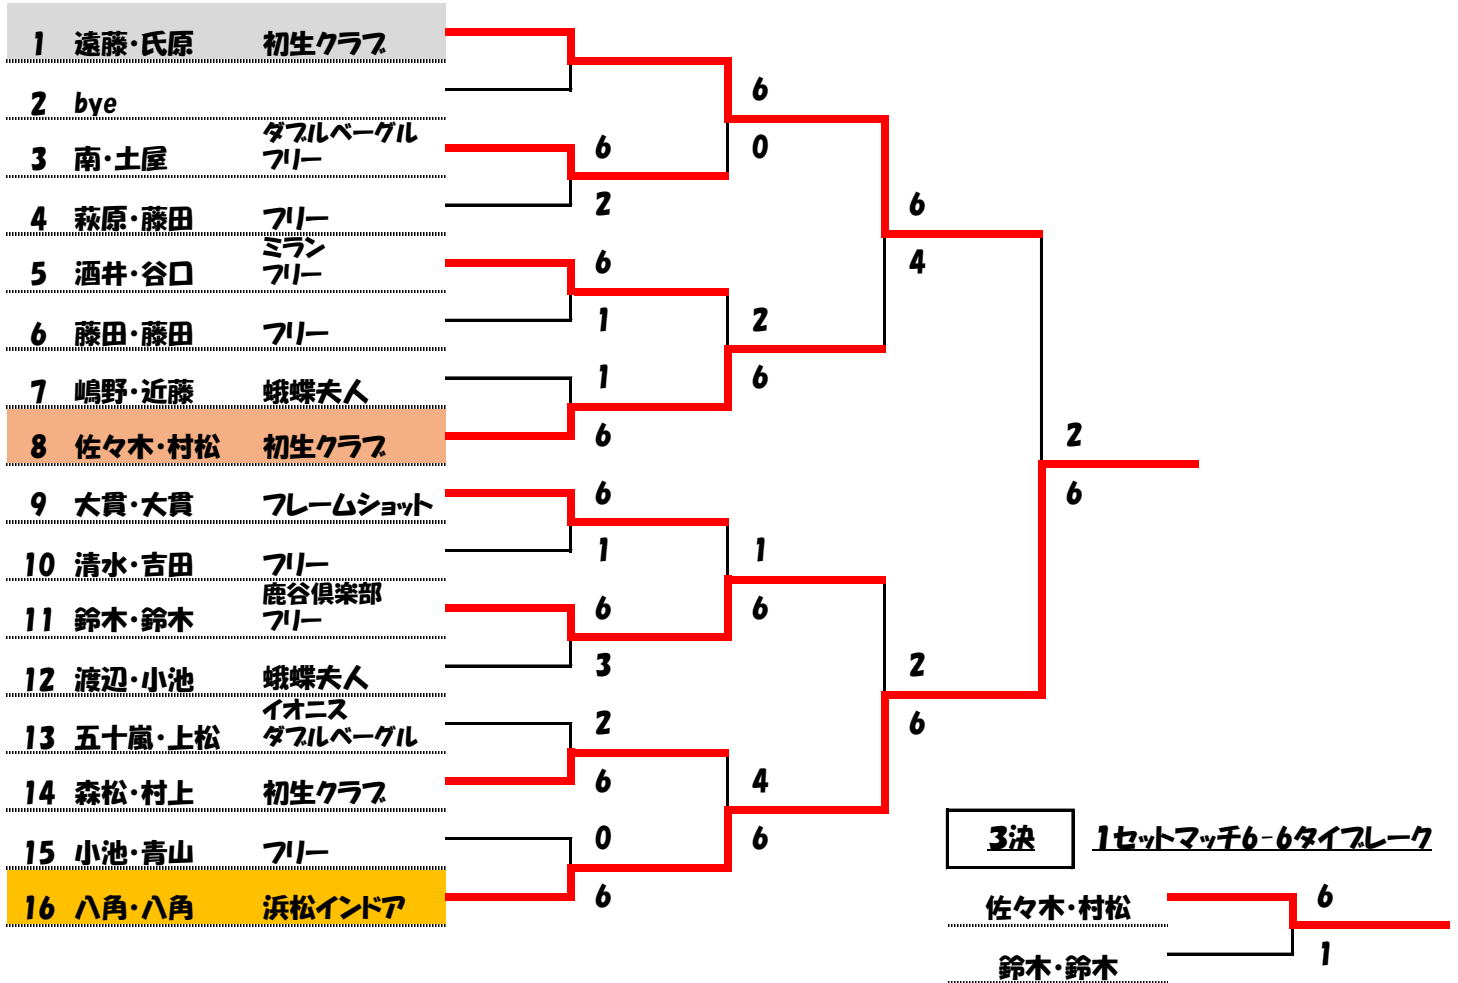 1 遠藤・氏原 初生クラブ
2 bye
3 南・土屋 ダブルベーグル
フリー
6
0
6
2
4 萩原・藤田 フリー
6
4
5 酒井・谷口 ミラン
フリー
6
1
6 藤田・藤田 フリー
2
6
7 嶋野・近藤 蛾蝶夫人
1
6
8 佐々木・村松 初生クラブ
2
6
9 大貫・大貫 フレームショット
6
1
10 清水・吉田 フリー
1
6
11 鈴木・鈴木 鹿谷倶楽部
フリー
6
3
12 渡辺・小池 蛾蝶夫人
2
6
13 五十嵐・上松 イオニス
ダブルベーグル
2
6
14 森松・村上 初生クラブ
4
6
15 小池・青山 フリー
0
6
16 八角・八角 浜松インドア
3決 1セットマッチ6-6タイブレーク
佐々木・村松 6
鈴木・鈴木 1